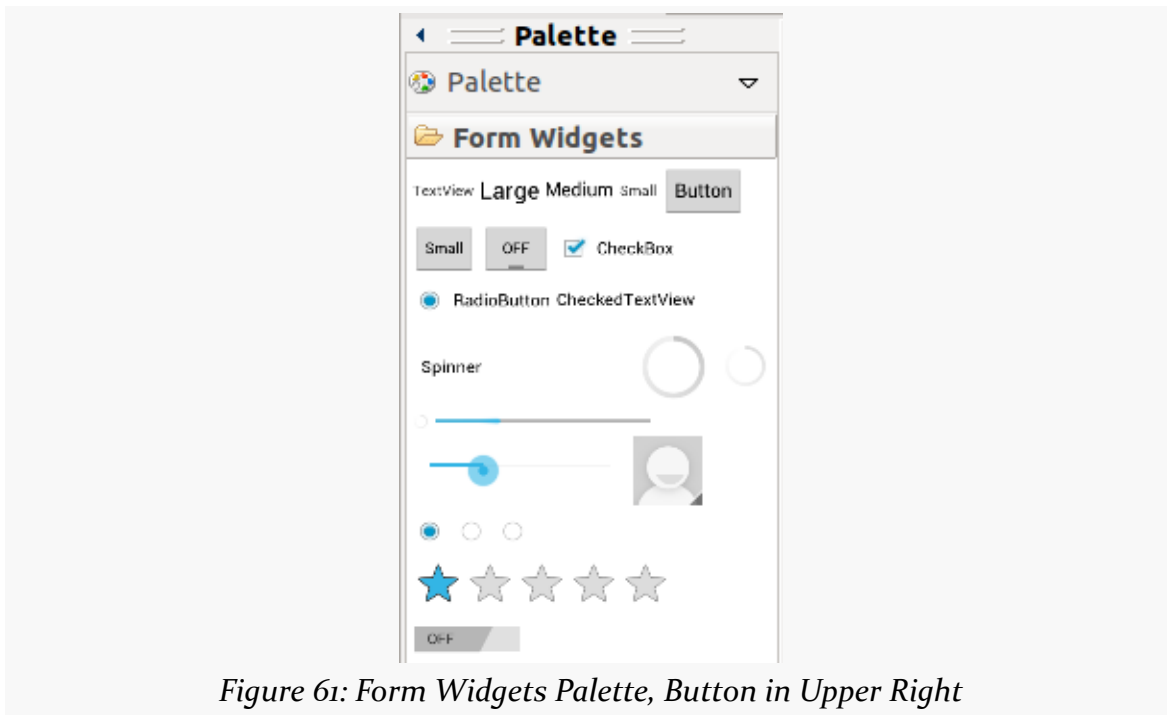 Palette
Palette
Form Widgets
TextView Large Medium Small Button
Small OFF CheckBox
RadioButton CheckedTextView
Spinner
OFF
Figure 61: Form Widgets Palette, Button in Upper Right